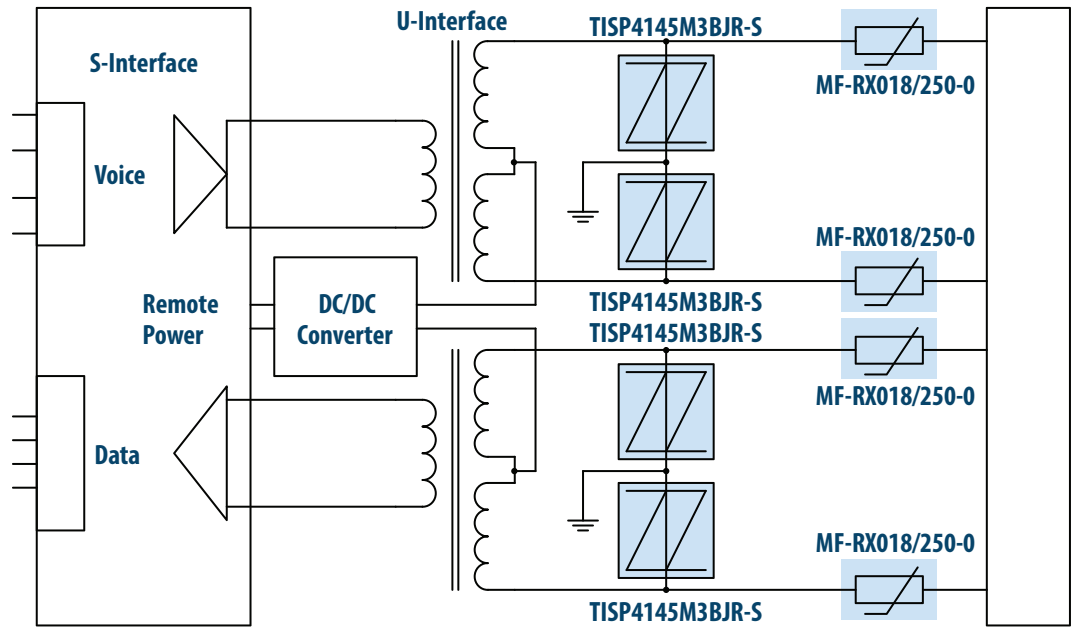 U-Interface
TISP4145M3BJR-S
S-Interface
MF-RX018/250-0
Voice
MF-RX018/250-0
Remote
Power
DC/DC
Converter
TISP4145M3BJR-S
TISP4145M3BJR-S
MF-RX018/250-0
Data
MF-RX018/250-0
TISP4145M3BJR-S